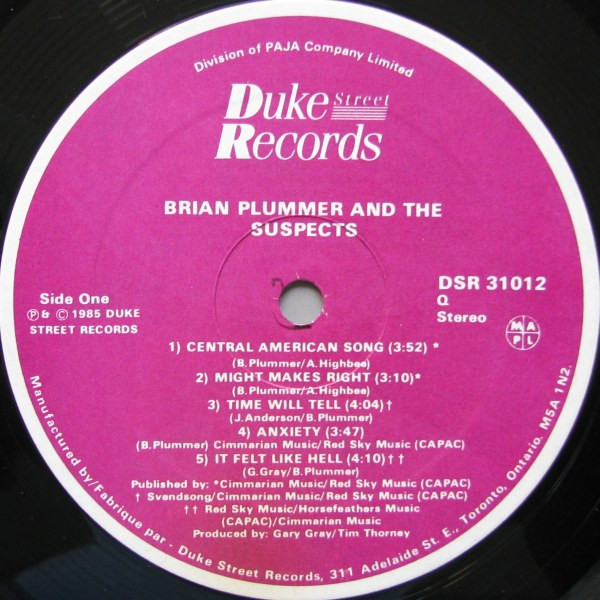 Division of PAJA Company Limited
Duke Street
Records
BRIAN PLUMMER AND THE
SUSPECTS
Side One
℗ & © 1985 DUKE
STREET RECORDS
DSR 31012
Q
Stereo
M A
P L
1) CENTRAL AMERICAN SONG (3:52) *
(B.Plummer/A.Highbee)
2) MIGHT MAKES RIGHT (3:10)*
(B.Plummer/A.Highbee)
3) TIME WILL TELL (4:04)†
(J.Anderson/B.Plummer)
4) ANXIETY (3:47)
(B.Plummer) Cimmarian Music/Red Sky Music (CAPAC)
5) IT FELT LIKE HELL (4:10)††
(G.Gray/B.Plummer)
Published by: *Cimmarian Music/Red Sky Music (CAPAC)
† Svendsong/Cimmarian Music/Red Sky Music (CAPAC)
†† Red Sky Music/Horsefeathers Music
(CAPAC)/Cimmarian Music
Produced by: Gary Gray/Tim Thorney
Manufactured by/Fabrique par - Duke Street Records, 311 Adelaide St. E., Toronto, Ontario. M5A 1N2.